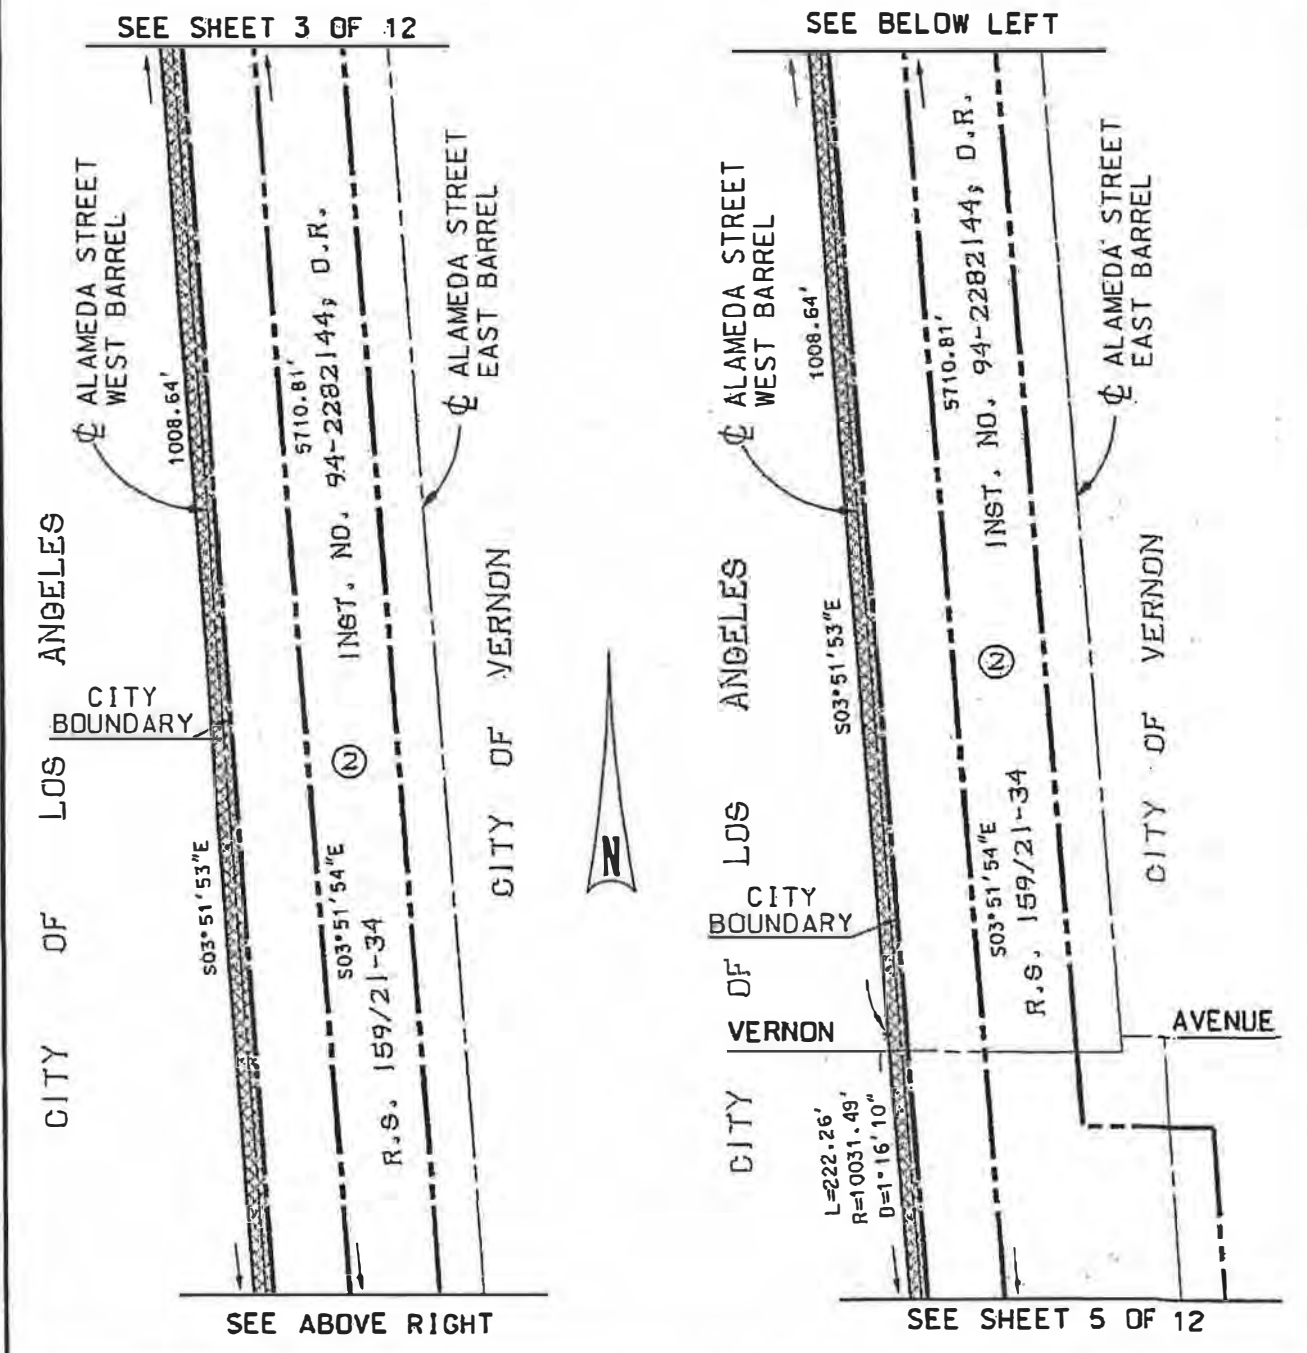 SEE SHEET 3 OF 12
℄ ALAMEDA STREET
WEST BARREL
1008.64'
5710.81'
INST. NO. 94-2282144, O.R.
℄ ALAMEDA STREET
EAST BARREL
CITY OF LOS ANGELES
CITY
BOUNDARY
S03°51'53"E
2
S03°51'54"E
R.S. 159/21-34
CITY OF VERNON
SEE ABOVE RIGHT
N
SEE BELOW LEFT
℄ ALAMEDA STREET
WEST BARREL
1008.64'
5710.81'
INST. NO. 94-2282144, O.R.
℄ ALAMEDA STREET
EAST BARREL
CITY OF LOS ANGELES
S03°51'53"E
2
CITY
BOUNDARY
S03°51'54"E
R.S. 159/21-34
CITY OF VERNON
VERNON AVENUE
L=222.26'
R=10031.49'
D=1°16'10"
SEE SHEET 5 OF 12